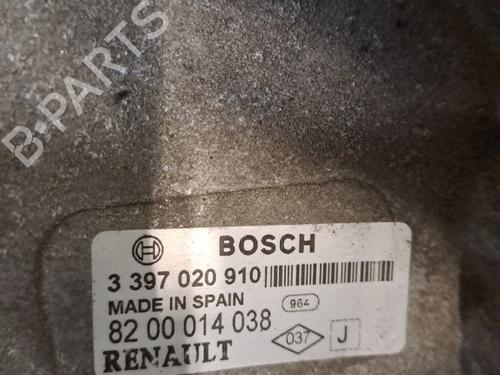 B-PARTS
BOSCH
3 397 020 910
MADE IN SPAIN 964
82 00 014 038 037 J
RENAULT